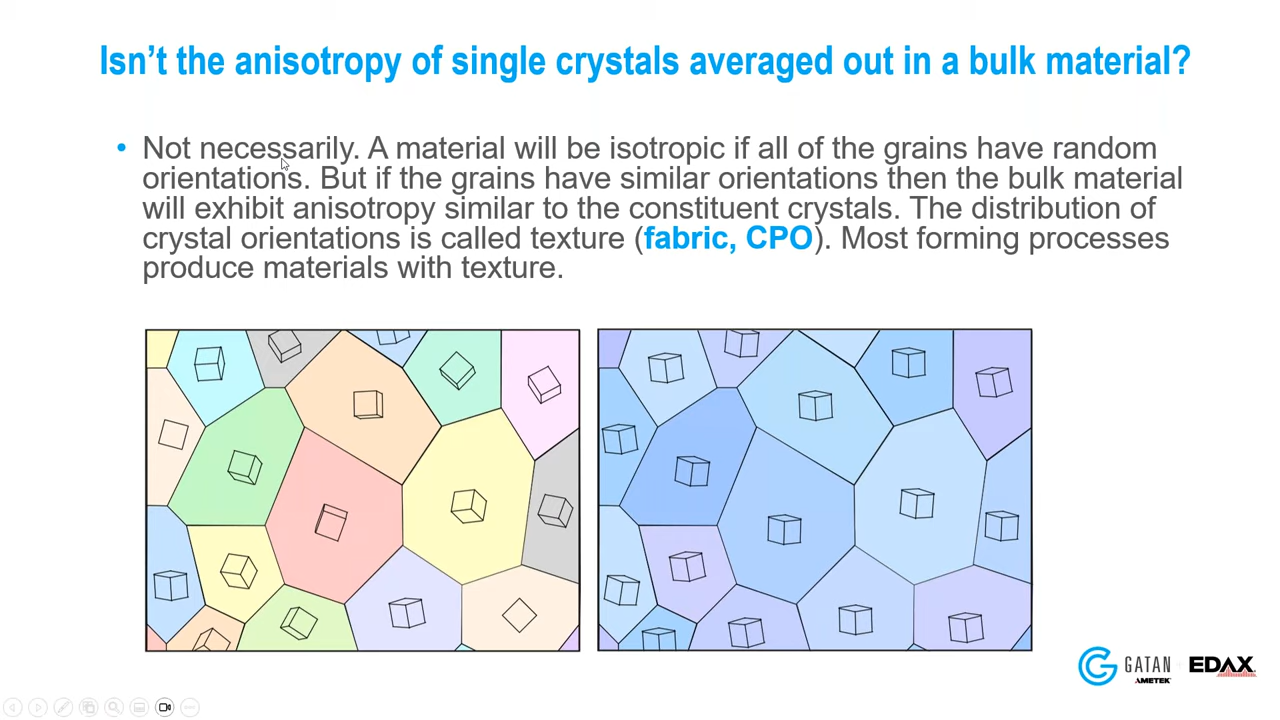 Isn’t the anisotropy of single crystals averaged out in a bulk material?
• Not necessarily. A material will be isotropic if all of the grains have random
orientations. But if the grains have similar orientations then the bulk material
will exhibit anisotropy similar to the constituent crystals. The distribution of
crystal orientations is called texture (fabric, CPO). Most forming processes
produce materials with texture.
GATAN
AMETEK
EDAX